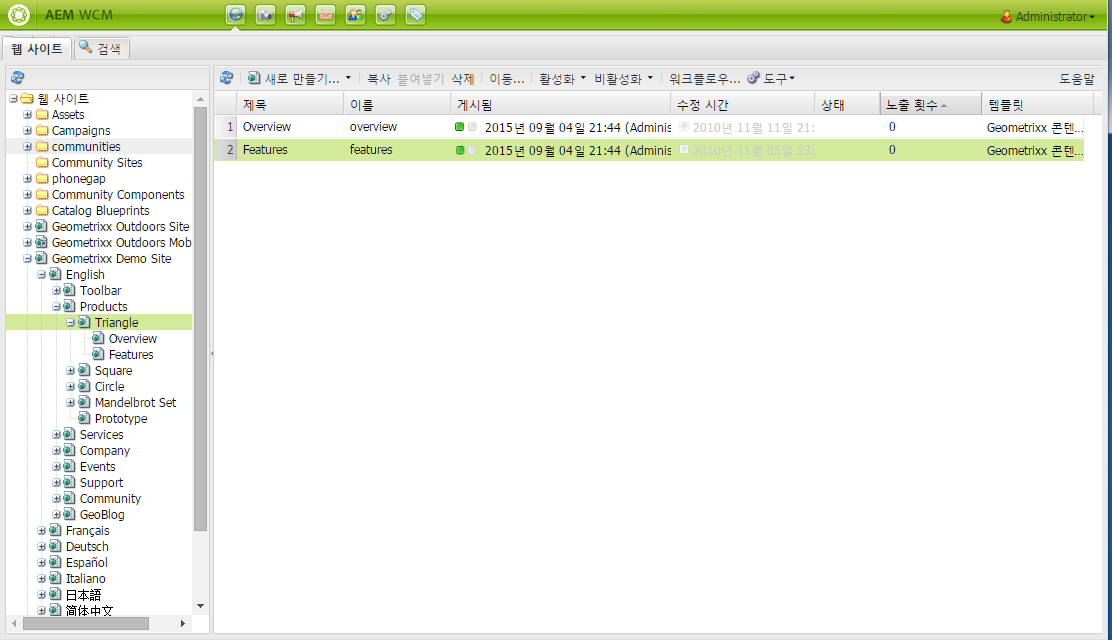 AEM WCM
Administrator
웹 사이트 검색
새로 만들기... 복사 붙여넣기 삭제 이동... 활성화 비활성화 워크플로우... 도구 도움말
웹 사이트
Assets
Campaigns
communities
Community Sites
phonegap
Community Components
Catalog Blueprints
Geometrixx Outdoors Site
Geometrixx Outdoors Mob
Geometrixx Demo Site
English
Toolbar
Products
Triangle
Overview
Features
Square
Circle
Mandelbrot Set
Prototype
Services
Company
Events
Support
Community
GeoBlog
Français
Deutsch
Español
Italiano
日本語
简体中文
제목 이름 게시됨 수정 시간 상태 노출 횟수 템플릿
1 Overview overview 2015년 09월 04일 21:44 (Adminis 2010년 11월 11일 21: 0 Geometrixx 콘텐...
2 Features features 2015년 09월 04일 21:44 (Adminis 2010년 11월 05일 23: 0 Geometrixx 콘텐...